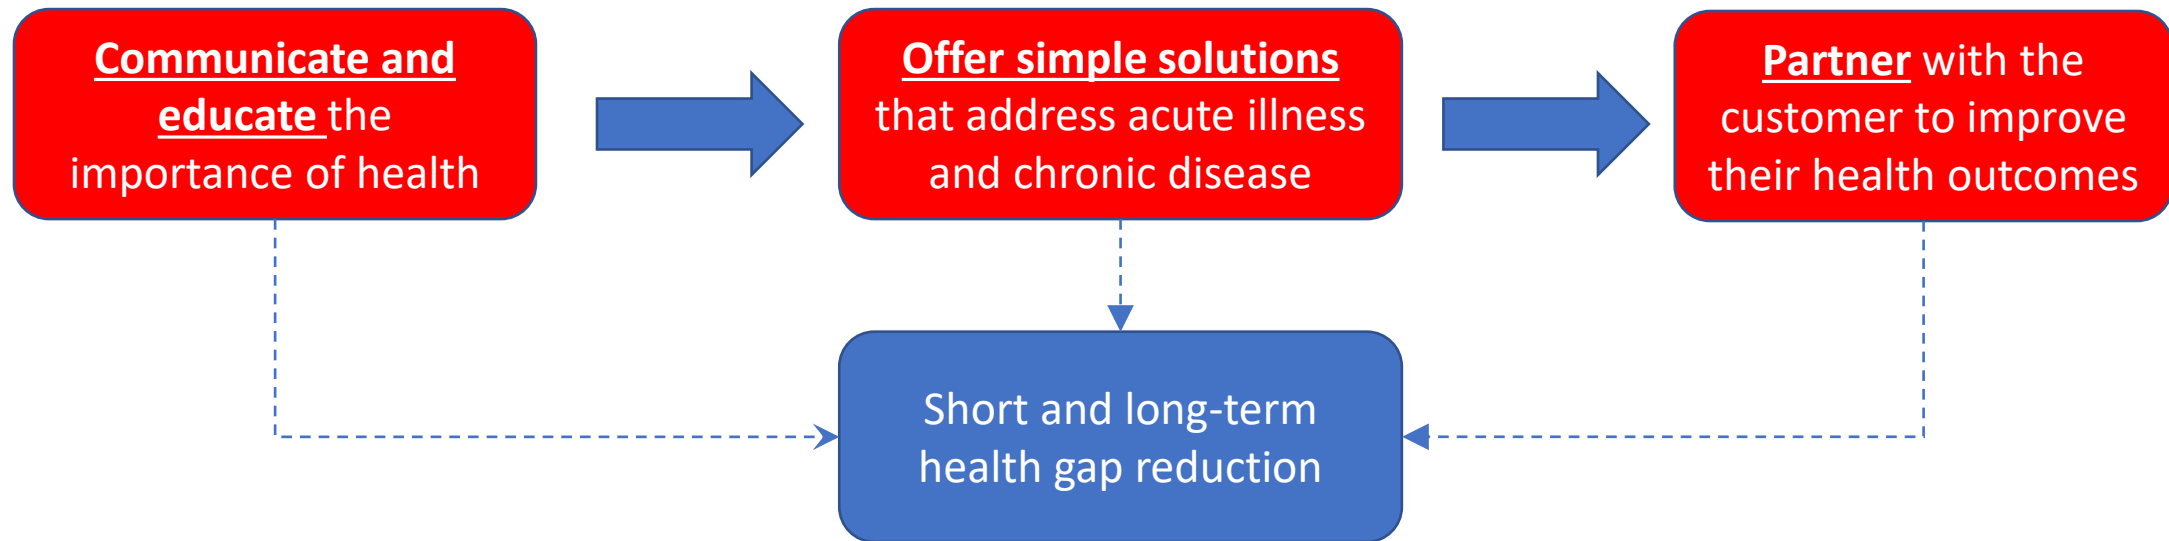 Communicate and
educate the
importance of health
Offer simple solutions
that address acute illness
and chronic disease
Partner with the
customer to improve
their health outcomes
Short and long-term
health gap reduction